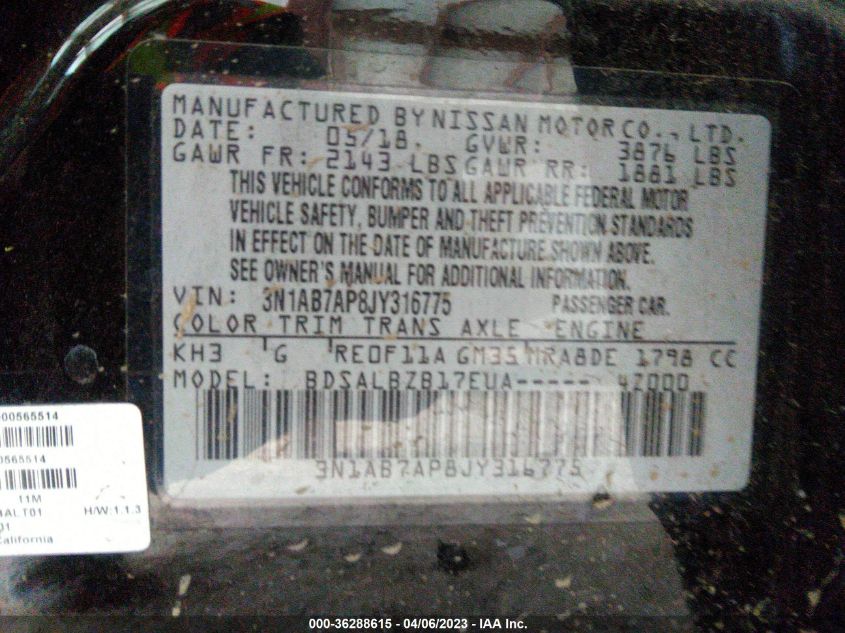 MANUFACTURED BY NISSAN MOTOR CO., LTD.
DATE: 05/18. GVWR: 3876 LBS
GAWR FR: 2143 LBS GAWR RR: 1881 LBS
THIS VEHICLE CONFORMS TO ALL APPLICABLE FEDERAL MOTOR
VEHICLE SAFETY, BUMPER AND THEFT PREVENTION STANDARDS
IN EFFECT ON THE DATE OF MANUFACTURE SHOWN ABOVE.
SEE OWNER'S MANUAL FOR ADDITIONAL INFORMATION.
VIN: 3N1AB7AP8JY316775 PASSENGER CAR.
COLOR TRIM TRANS AXLE ENGINE
KH3 G RE0F11A GM35 MRA8DE 1798 CC
MODEL: BDSALBZB17EUA----- 4Z000
3N1AB7AP8JY316775
00565514
565514
11M
ALT01 H/W:1.1.3
01
California
000-36288615 - 04/06/2023 - IAA Inc.